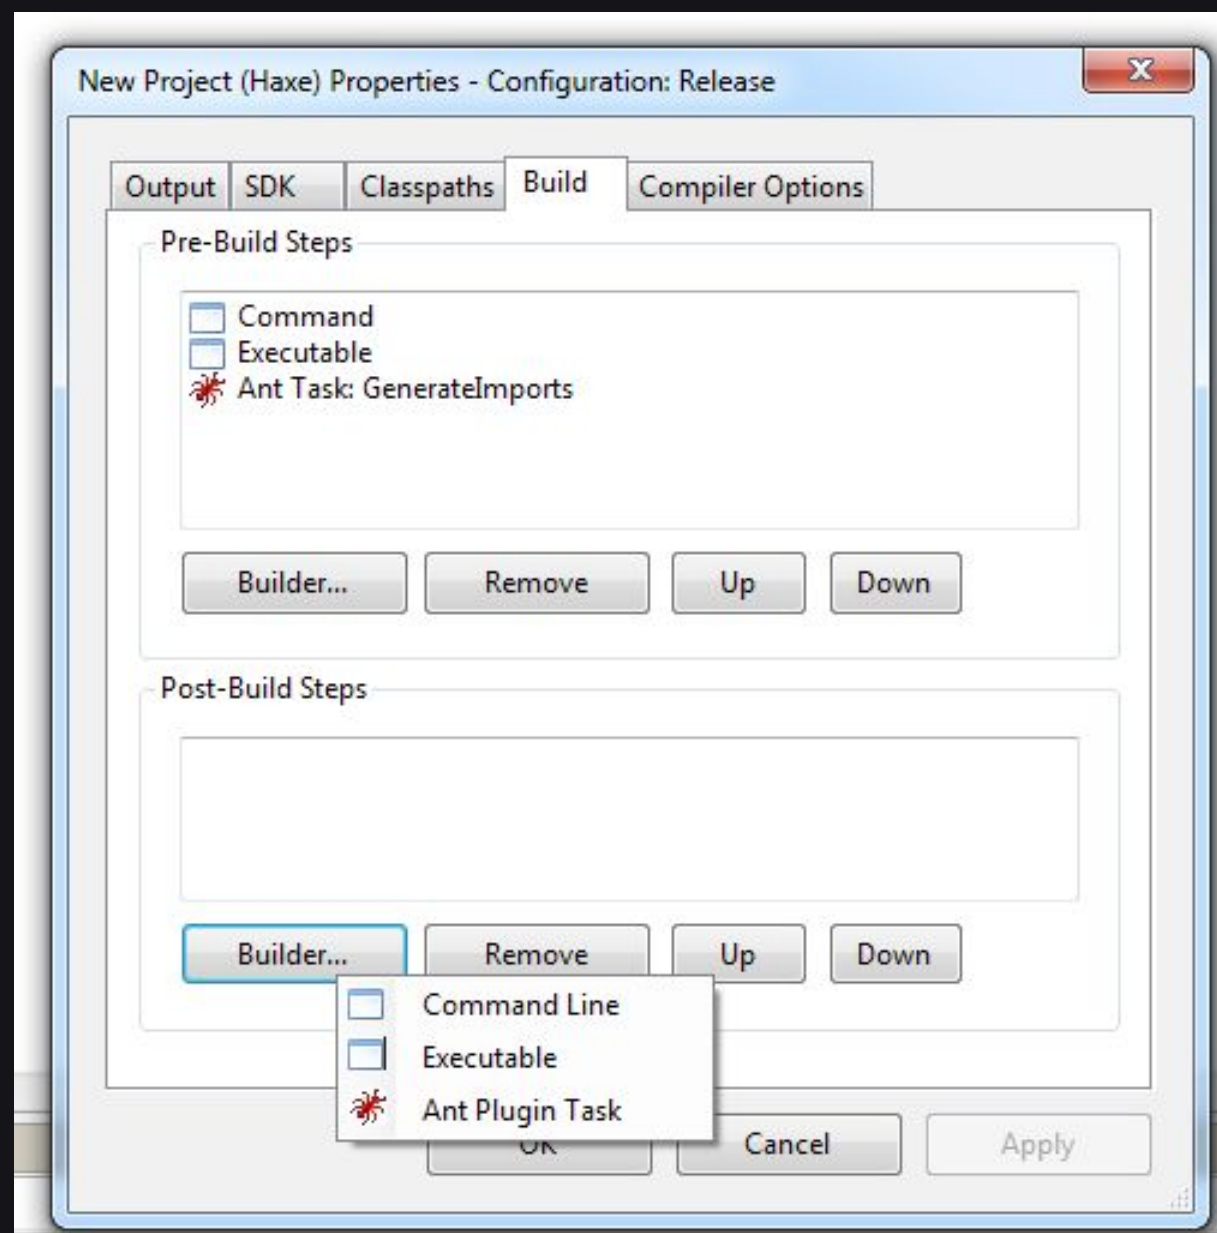 New Project (Haxe) Properties - Configuration: Release
X
Output SDK Classpaths Build Compiler Options
Pre-Build Steps
Command
Executable
Ant Task: GenerateImports
Builder... Remove Up Down
Post-Build Steps
Builder... Remove Up Down
Command Line
Executable
Ant Plugin Task
OK Cancel Apply